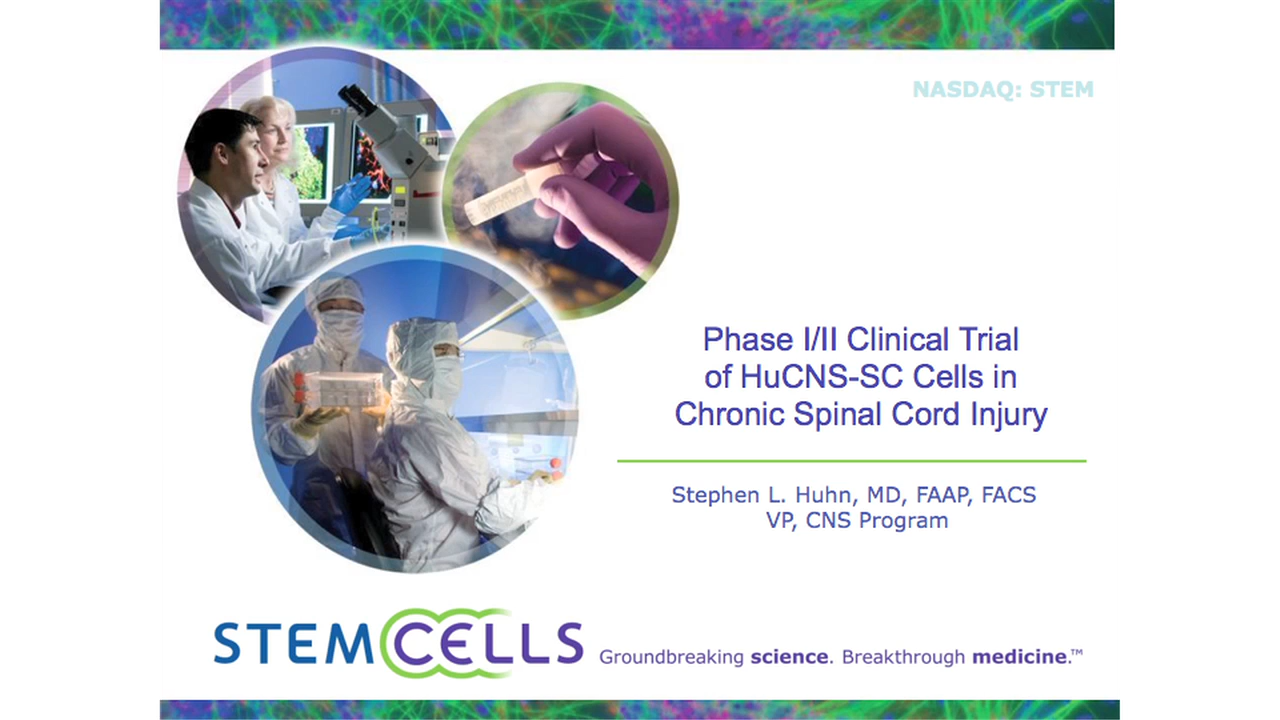 NASDAQ: STEM
Phase I/II Clinical Trial
of HuCNS-SC Cells in
Chronic Spinal Cord Injury
Stephen L. Huhn, MD, FAAP, FACS
VP, CNS Program
STEMCELLS Groundbreaking science. Breakthrough medicine.™